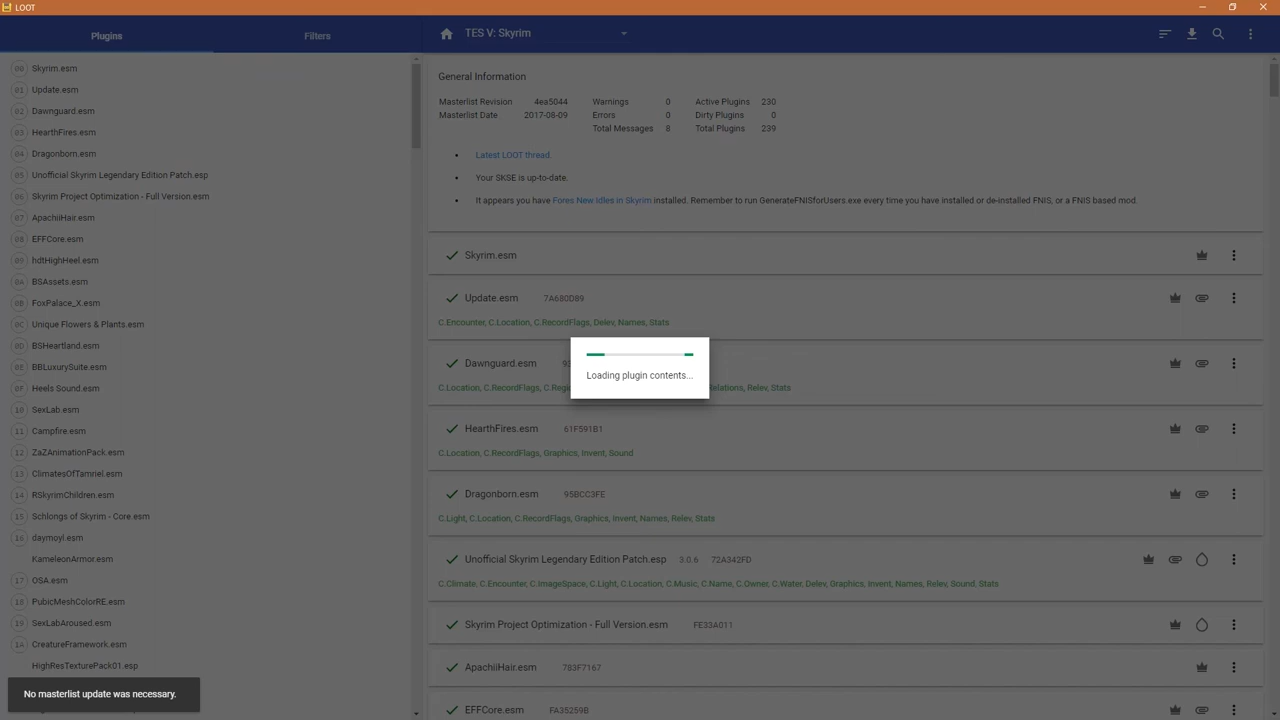 LOOT
Plugins
Filters
TES V: Skyrim
00 Skyrim.esm
01 Update.esm
02 Dawnguard.esm
03 HearthFires.esm
04 Dragonborn.esm
05 Unofficial Skyrim Legendary Edition Patch.esp
06 Skyrim Project Optimization - Full Version.esm
07 ApachiiHair.esm
08 EFFCore.esm
09 hdtHighHeel.esm
0A BSAssets.esm
0B FoxPalace_X.esm
0C Unique Flowers & Plants.esm
0D BSHeartland.esm
0E BBLuxurySuite.esm
0F Heels Sound.esm
10 SexLab.esm
11 Campfire.esm
12 ZaZAnimationPack.esm
13 ClimatesOfTamriel.esm
14 RSkyrimChildren.esm
15 Schlongs of Skyrim - Core.esm
16 daymoyl.esm
KameleonArmor.esm
17 OSA.esm
18 PubicMeshColorRE.esm
19 SexLabAroused.esm
1A CreatureFramework.esm
HighResTexturePack01.esp
No masterlist update was necessary.
General Information
Masterlist Revision 4ea5044 Warnings 0 Active Plugins 230
Masterlist Date 2017-08-09 Errors 0 Dirty Plugins 0
Total Messages 8 Total Plugins 239
• Latest LOOT thread.
• Your SKSE is up-to-date.
• It appears you have Fores New Idles in Skyrim installed. Remember to run GenerateFNISforUsers.exe every time you have installed or de-installed FNIS, or a FNIS based mod.
Skyrim.esm
Update.esm 7A680D89
C.Encounter, C.Location, C.RecordFlags, Delev, Names, Stats
Loading plugin contents...
Dawnguard.esm
C.Location, C.RecordFlags, Relev, Stats
HearthFires.esm 61F591B1
C.Location, C.RecordFlags, Graphics, Invent, Sound
Dragonborn.esm 95BCC3FE
C.Light, C.Location, C.RecordFlags, Graphics, Invent, Names, Relev, Stats
Unofficial Skyrim Legendary Edition Patch.esp 3.0.6 72A342FD
C.Climate, C.Encounter, C.ImageSpace, C.Light, C.Location, C.Music, C.Name, C.Owner, C.Water, Delev, Graphics, Invent, Names, Relev, Sound, Stats
Skyrim Project Optimization - Full Version.esm FE33A011
ApachiiHair.esm 783F7167
EFFCore.esm FA35259B